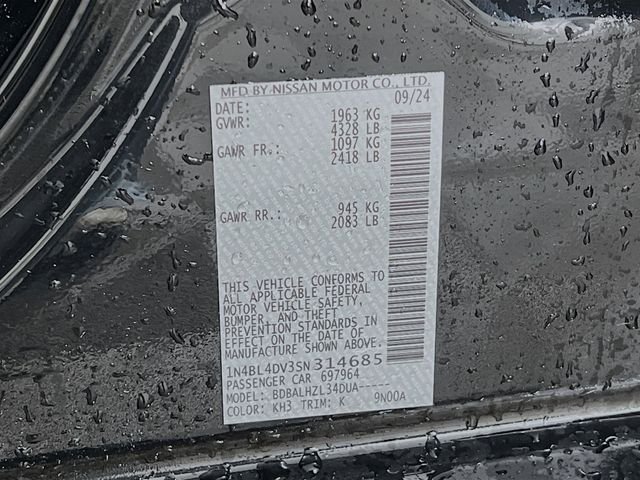 MFD BY NISSAN MOTOR CO., LTD.
DATE: 09/24
GVWR: 1963 KG
4328 LB
GAWR FR.: 1097 KG
2418 LB
GAWR RR.: 945 KG
2083 LB
THIS VEHICLE CONFORMS TO
ALL APPLICABLE FEDERAL
MOTOR VEHICLE SAFETY,
BUMPER, AND THEFT
PREVENTION STANDARDS IN
EFFECT ON THE DATE OF
MANUFACTURE SHOWN ABOVE.
1N4BL4DV3SN314685
PASSENGER CAR 697964
MODEL: BDBALHZL34DUA-----
COLOR: KH3 TRIM: K 9N00A